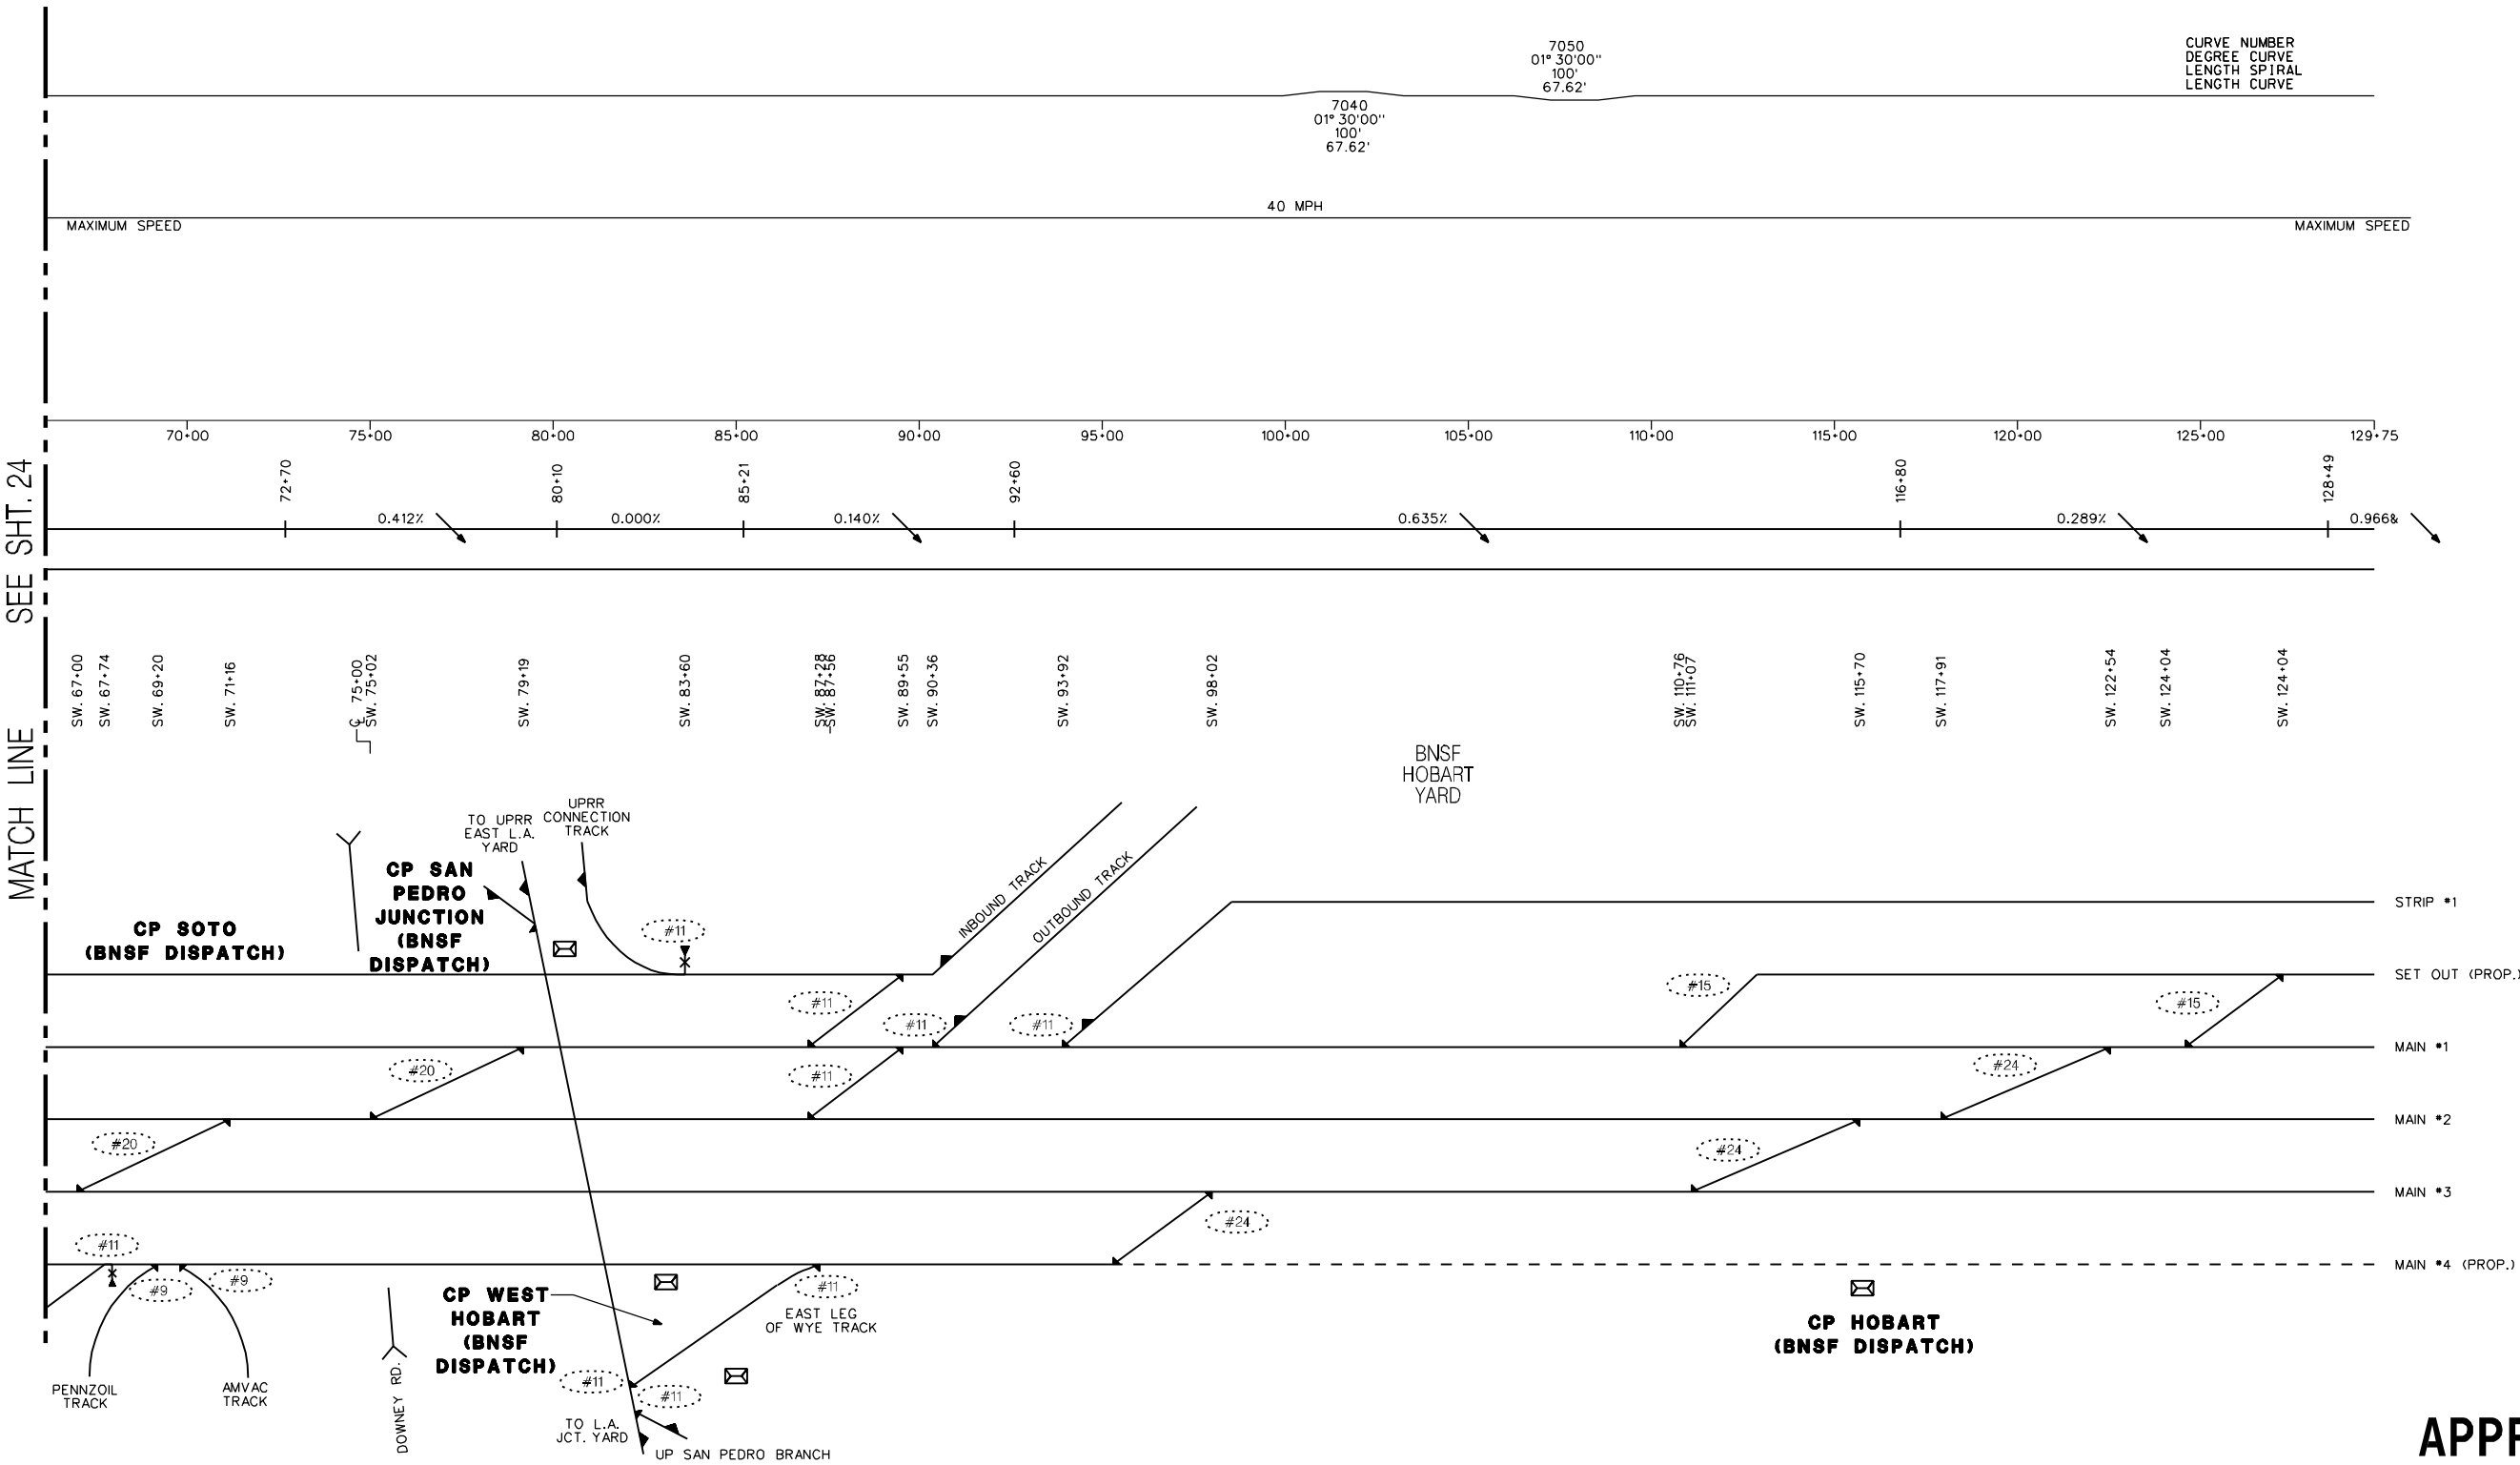 7050
01° 30'00"
100'
67.62'
CURVE NUMBER
DEGREE CURVE
LENGTH SPIRAL
LENGTH CURVE
7040
01° 30'00"
100'
67.62'
40 MPH
MAXIMUM SPEED
MAXIMUM SPEED
70+00
75+00
80+00
85+00
90+00
95+00
100+00
105+00
110+00
115+00
120+00
125+00
129+75
72+70
80+10
85+21
92+60
116+80
128+49
0.412%
0.000%
0.140%
0.635%
0.289%
0.966&
MATCH LINE SEE SHT. 24
SW. 67+00
SW. 67+74
SW. 69+20
SW. 71+16
℄ 75+00
SW. 75+02
SW. 79+19
SW. 83+60
SW. 87+28
SW. 87+56
SW. 89+55
SW. 90+36
SW. 93+92
SW. 98+02
SW. 110+76
SW. 111+07
SW. 115+70
SW. 117+91
SW. 122+54
SW. 124+04
SW. 124+04
BNSF
HOBART
YARD
TO UPRR
EAST L.A.
YARD
UPRR
CONNECTION
TRACK
CP SAN
PEDRO
JUNCTION
(BNSF
DISPATCH)
CP SOTO
(BNSF DISPATCH)
INBOUND TRACK
OUTBOUND TRACK
#11
STRIP #1
SET OUT (PROP.)
#11
#11
#11
#15
#15
MAIN #1
#20
#11
#24
MAIN #2
#20
#24
MAIN #3
#24
#11
#9
#9
MAIN #4 (PROP.)
CP WEST
HOBART
(BNSF
DISPATCH)
#11
EAST LEG
OF WYE TRACK
CP HOBART
(BNSF DISPATCH)
PENNZOIL
TRACK
AMVAC
TRACK
DOWNEY RD.
#11
#11
TO L.A.
JCT. YARD
UP SAN PEDRO BRANCH